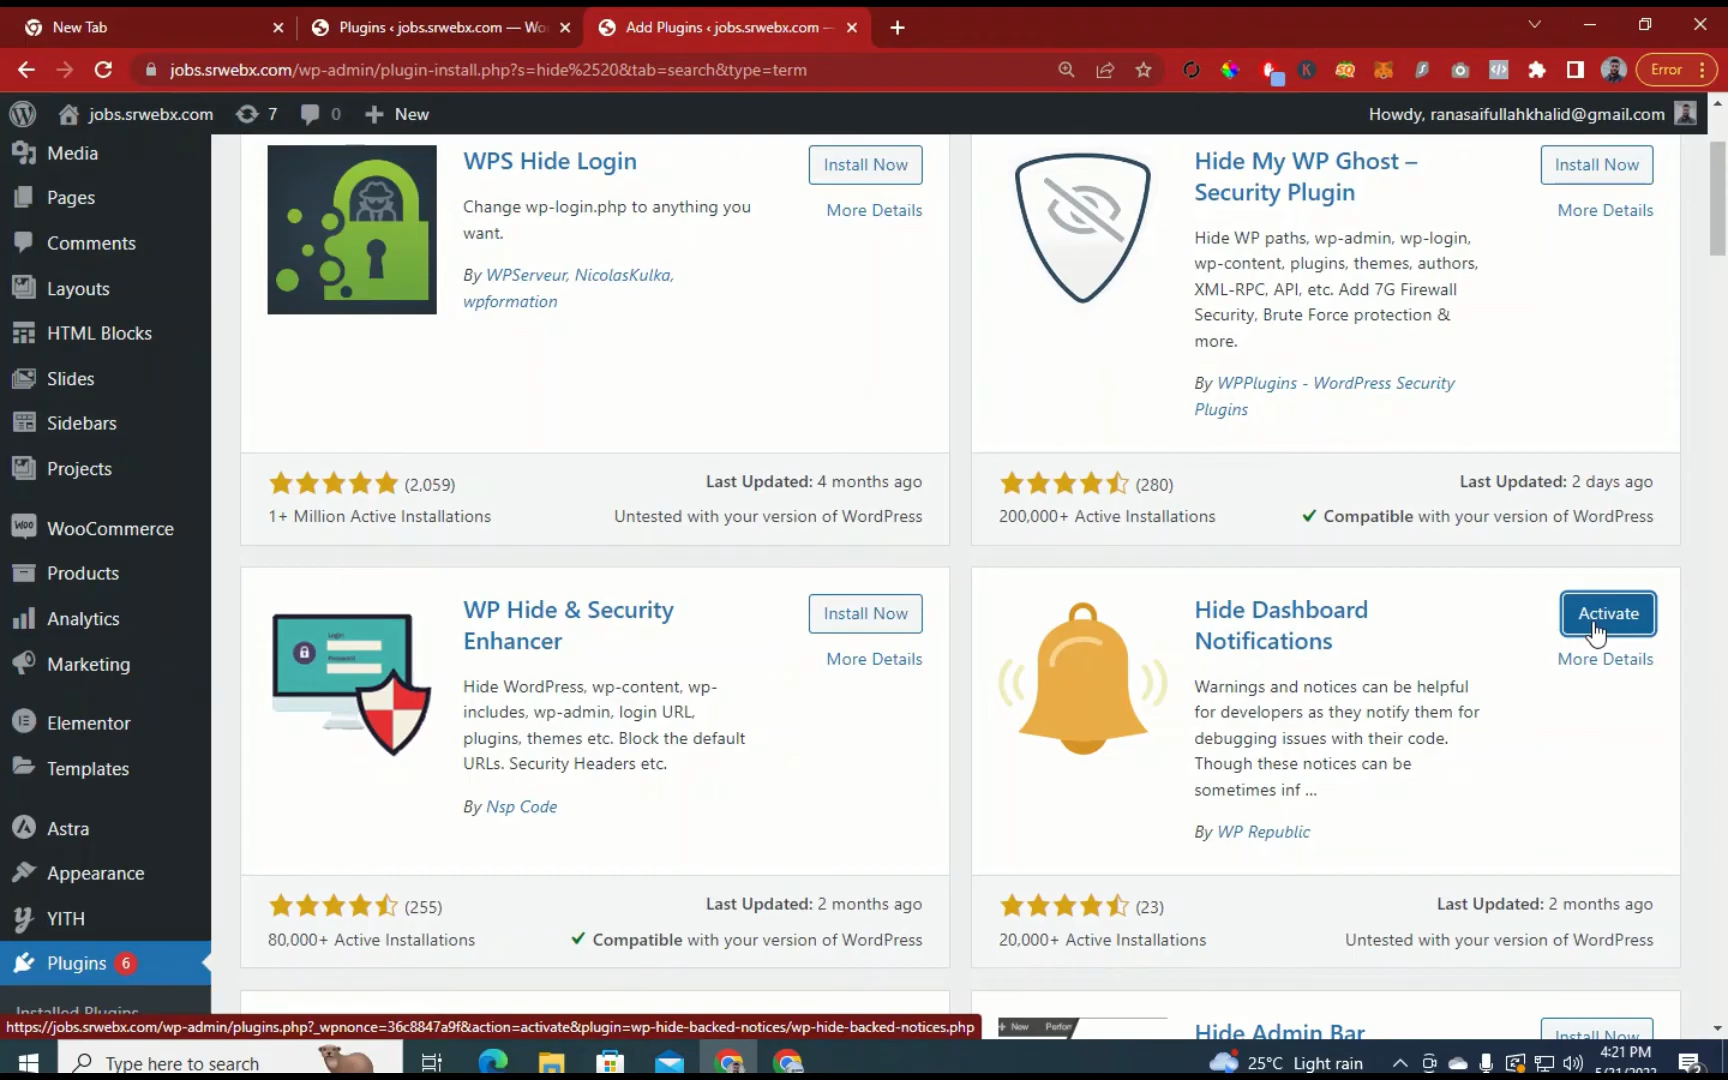 New Tab
Plugins ‹ jobs.srwebx.com — Wo
Add Plugins ‹ jobs.srwebx.com —
jobs.srwebx.com/wp-admin/plugin-install.php?s=hide%2520&tab=search&type=term
Error
jobs.srwebx.com
7
0
New
Howdy, ranasaifullahkhalid@gmail.com
Media
Pages
Comments
Layouts
HTML Blocks
Slides
Sidebars
Projects
WooCommerce
Products
Analytics
Marketing
Elementor
Templates
Astra
Appearance
YITH
Plugins 6
Installed Plugins
WPS Hide Login
Install Now
More Details
Change wp-login.php to anything you
want.
By WPServeur, NicolasKulka,
wpformation
(2,059)
Last Updated: 4 months ago
1+ Million Active Installations
Untested with your version of WordPress
Hide My WP Ghost –
Security Plugin
Install Now
More Details
Hide WP paths, wp-admin, wp-login,
wp-content, plugins, themes, authors,
XML-RPC, API, etc. Add 7G Firewall
Security, Brute Force protection &
more.
By WPPlugins - WordPress Security
Plugins
(280)
Last Updated: 2 days ago
200,000+ Active Installations
Compatible with your version of WordPress
WP Hide & Security
Enhancer
Install Now
More Details
Hide WordPress, wp-content, wp-
includes, wp-admin, login URL,
plugins, themes etc. Block the default
URLs. Security Headers etc.
By Nsp Code
(255)
Last Updated: 2 months ago
80,000+ Active Installations
Compatible with your version of WordPress
Hide Dashboard
Notifications
Activate
More Details
Warnings and notices can be helpful
for developers as they notify them for
debugging issues with their code.
Though these notices can be
sometimes inf ...
By WP Republic
(23)
Last Updated: 2 months ago
20,000+ Active Installations
Untested with your version of WordPress
+ New
Hide Admin Bar
Install Now
https://jobs.srwebx.com/wp-admin/plugins.php?_wpnonce=36c8847a9f&action=activate&plugin=wp-hide-backed-notices/wp-hide-backed-notices.php
Type here to search
25°C Light rain
4:21 PM